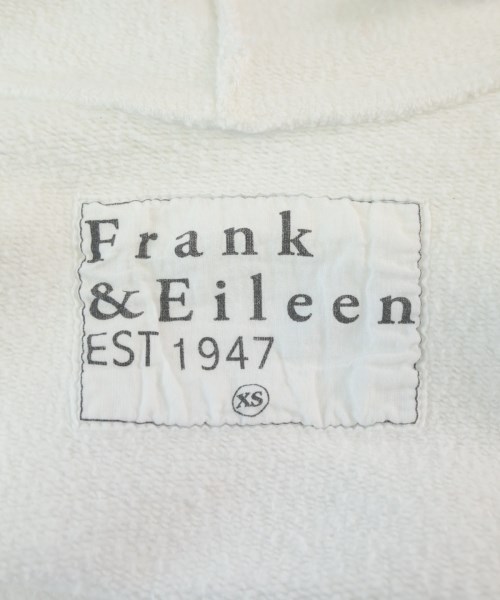 Frank
&Eileen
EST 1947
XS